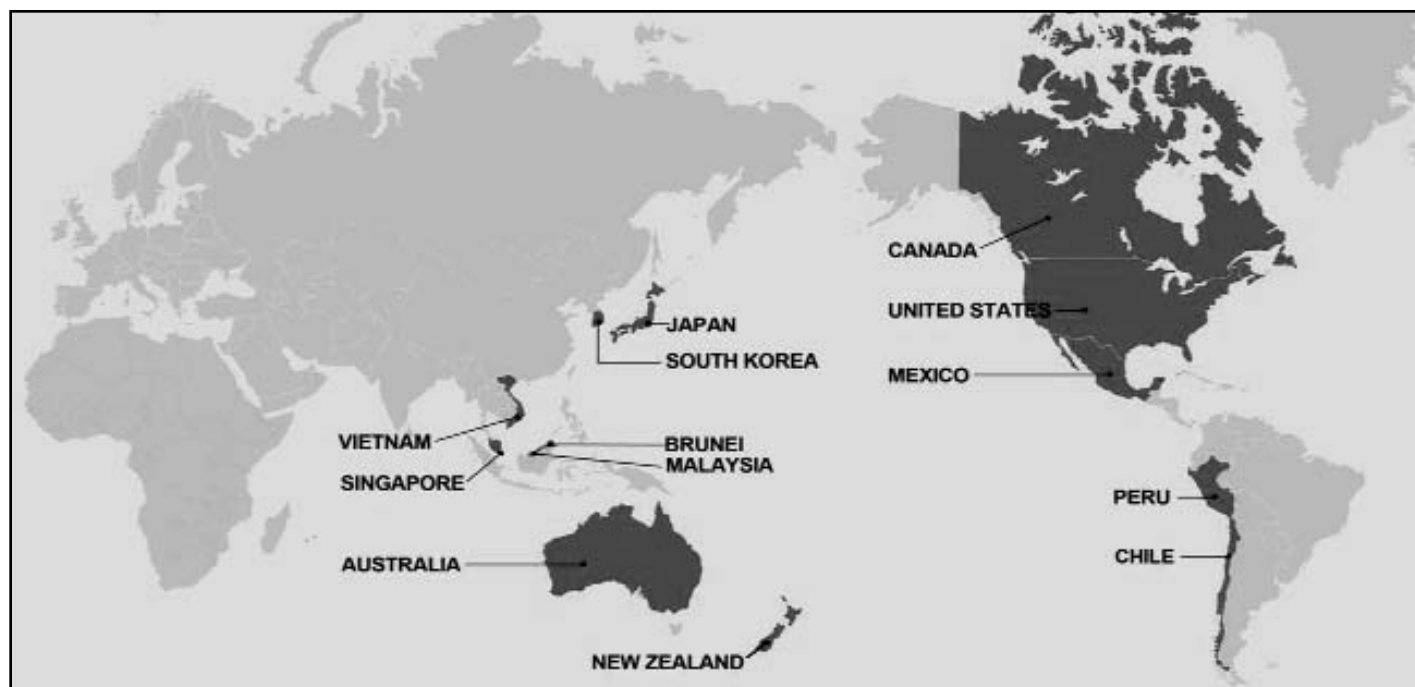 CANADA
UNITED STATES
JAPAN
SOUTH KOREA
MEXICO
VIETNAM
BRUNEI
MALAYSIA
SINGAPORE
PERU
CHILE
AUSTRALIA
NEW ZEALAND